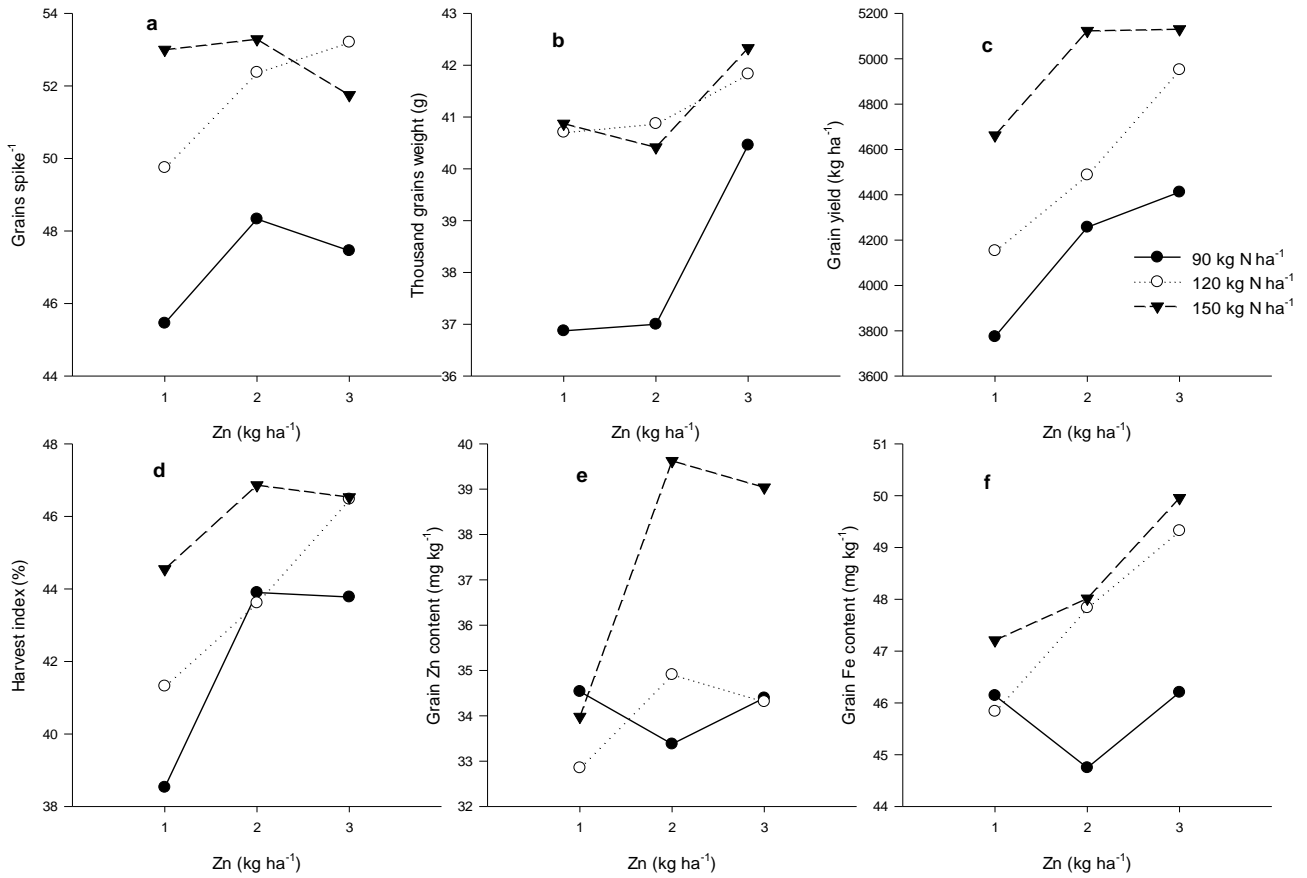 a
Grains spike⁻¹
54
52
50
48
46
44
1 2 3
Zn (kg ha⁻¹)
b
Thousand grains weight (g)
43
42
41
40
39
38
37
36
1 2 3
Zn (kg ha⁻¹)
c
Grain yield (kg ha⁻¹)
5200
5000
4800
4600
4400
4200
4000
3800
3600
1 2 3
Zn (kg ha⁻¹)
90 kg N ha⁻¹
120 kg N ha⁻¹
150 kg N ha⁻¹
d
Harvest index (%)
48
46
44
42
40
38
1 2 3
Zn (kg ha⁻¹)
e
Grain Zn content (mg kg⁻¹)
40
39
38
37
36
35
34
33
32
1 2 3
Zn (kg ha⁻¹)
f
Grain Fe content (mg kg⁻¹)
51
50
49
48
47
46
45
44
1 2 3
Zn (kg ha⁻¹)